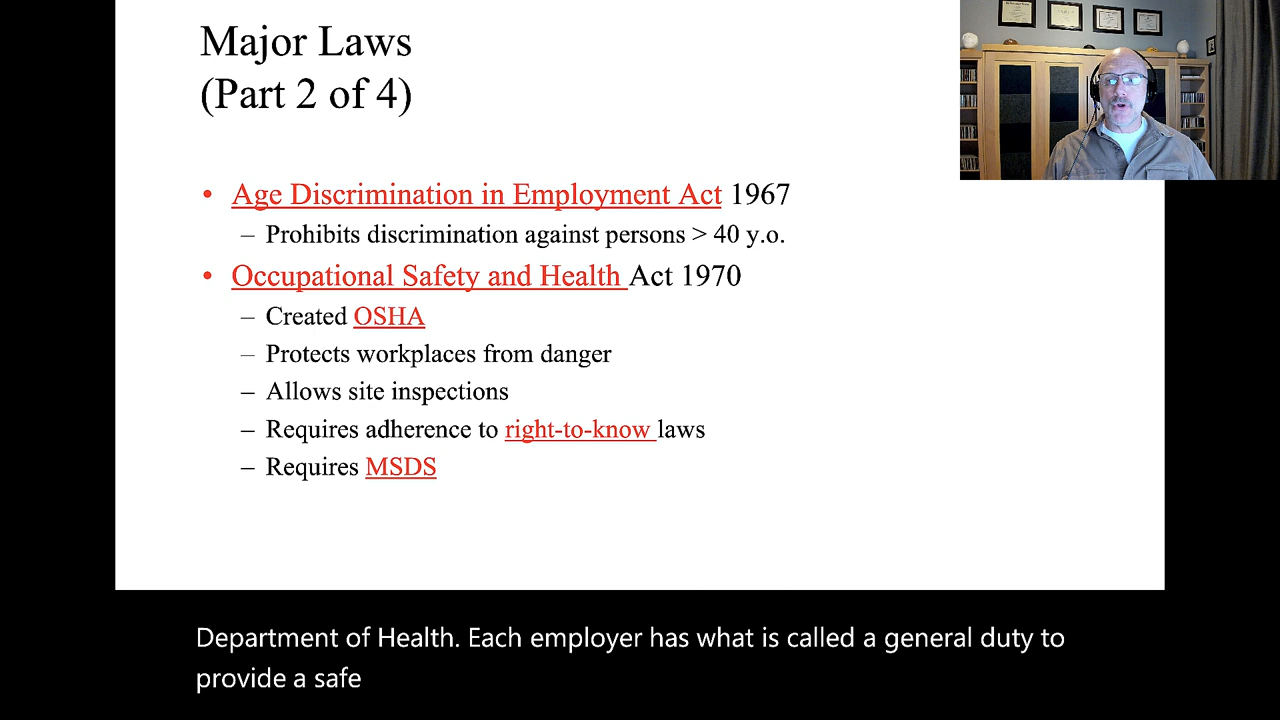 Major Laws
(Part 2 of 4)
• Age Discrimination in Employment Act 1967
– Prohibits discrimination against persons > 40 y.o.
• Occupational Safety and Health Act 1970
– Created OSHA
– Protects workplaces from danger
– Allows site inspections
– Requires adherence to right-to-know laws
– Requires MSDS
Department of Health. Each employer has what is called a general duty to
provide a safe